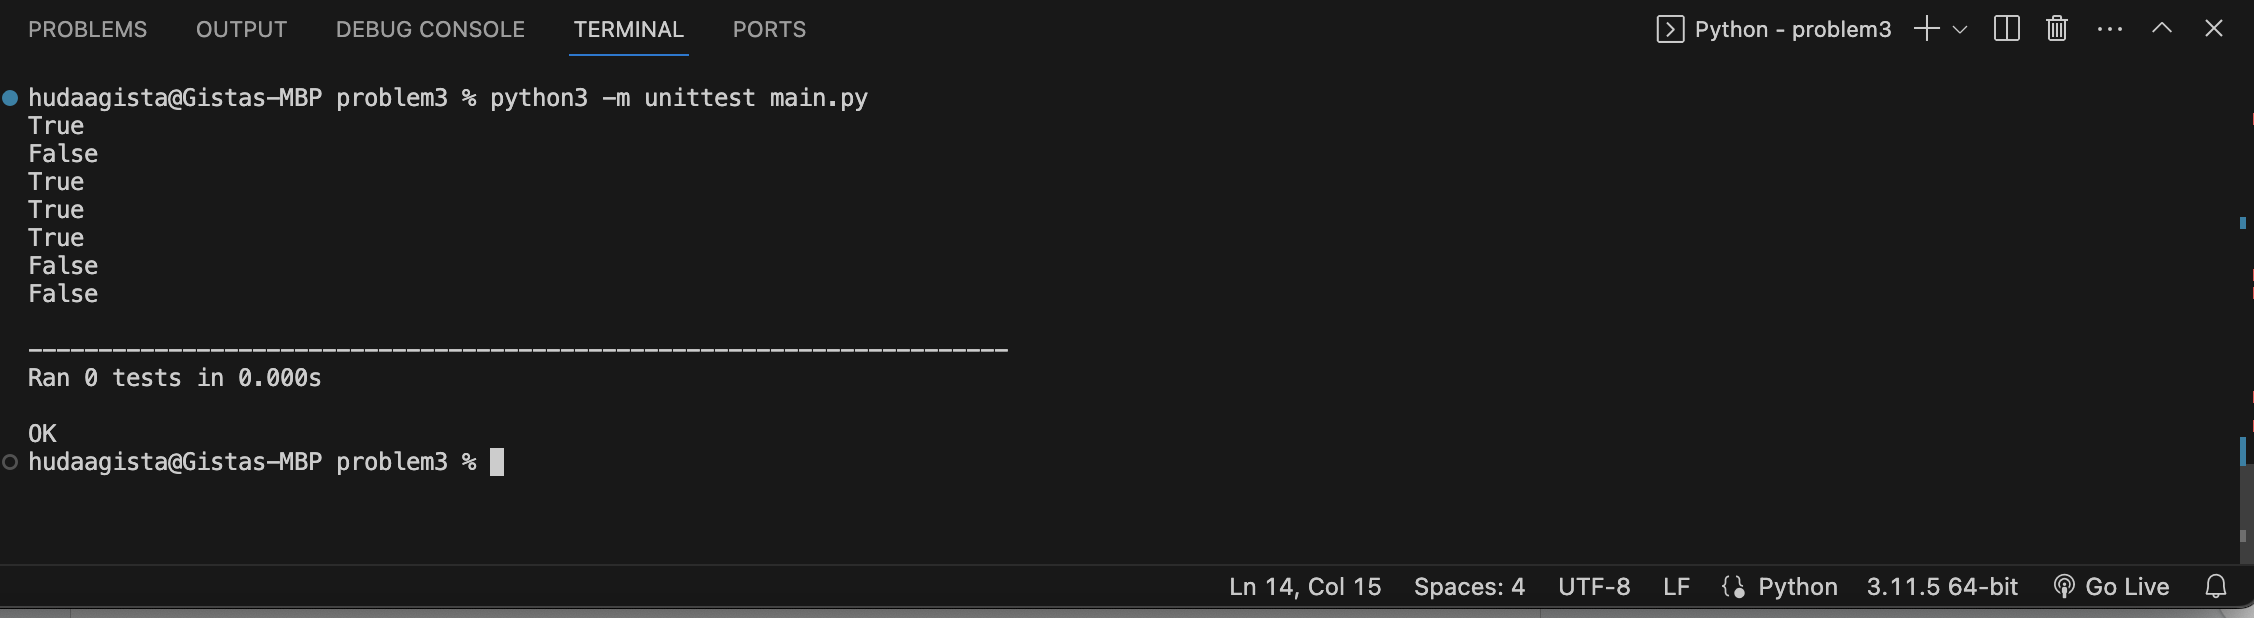 PROBLEMS OUTPUT DEBUG CONSOLE TERMINAL PORTS Python - problem3
hudaagista@Gistas-MBP problem3 % python3 -m unittest main.py
True
False
True
True
True
False
False
----------------------------------------------------------------------
Ran 0 tests in 0.000s
OK
hudaagista@Gistas-MBP problem3 %
Ln 14, Col 15 Spaces: 4 UTF-8 LF Python 3.11.5 64-bit Go Live